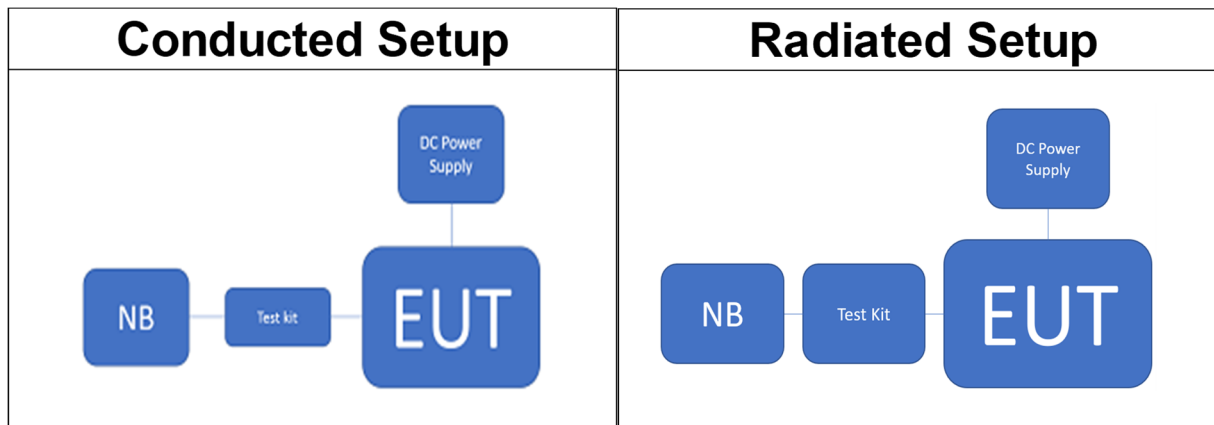 Conducted Setup
DC Power
Supply
NB
Test kit
EUT
Radiated Setup
DC Power
Supply
NB
Test Kit
EUT